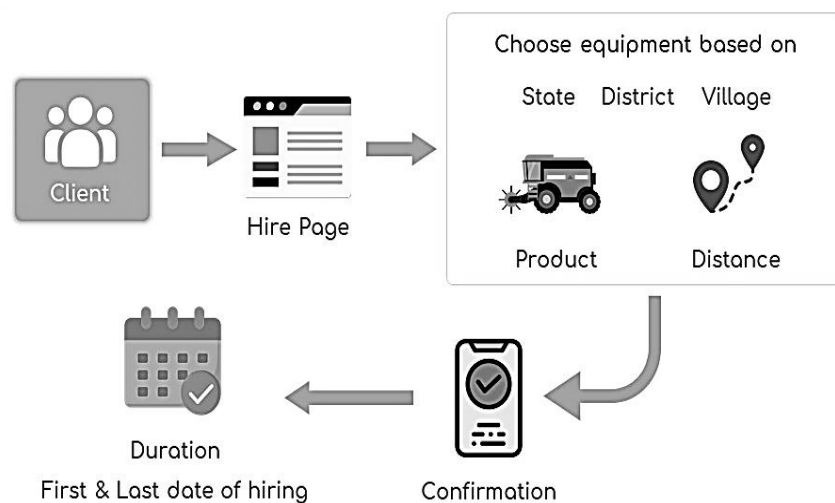 Choose equipment based on
State District Village
Client
Hire Page
Product Distance
Duration
First & Last date of hiring
Confirmation